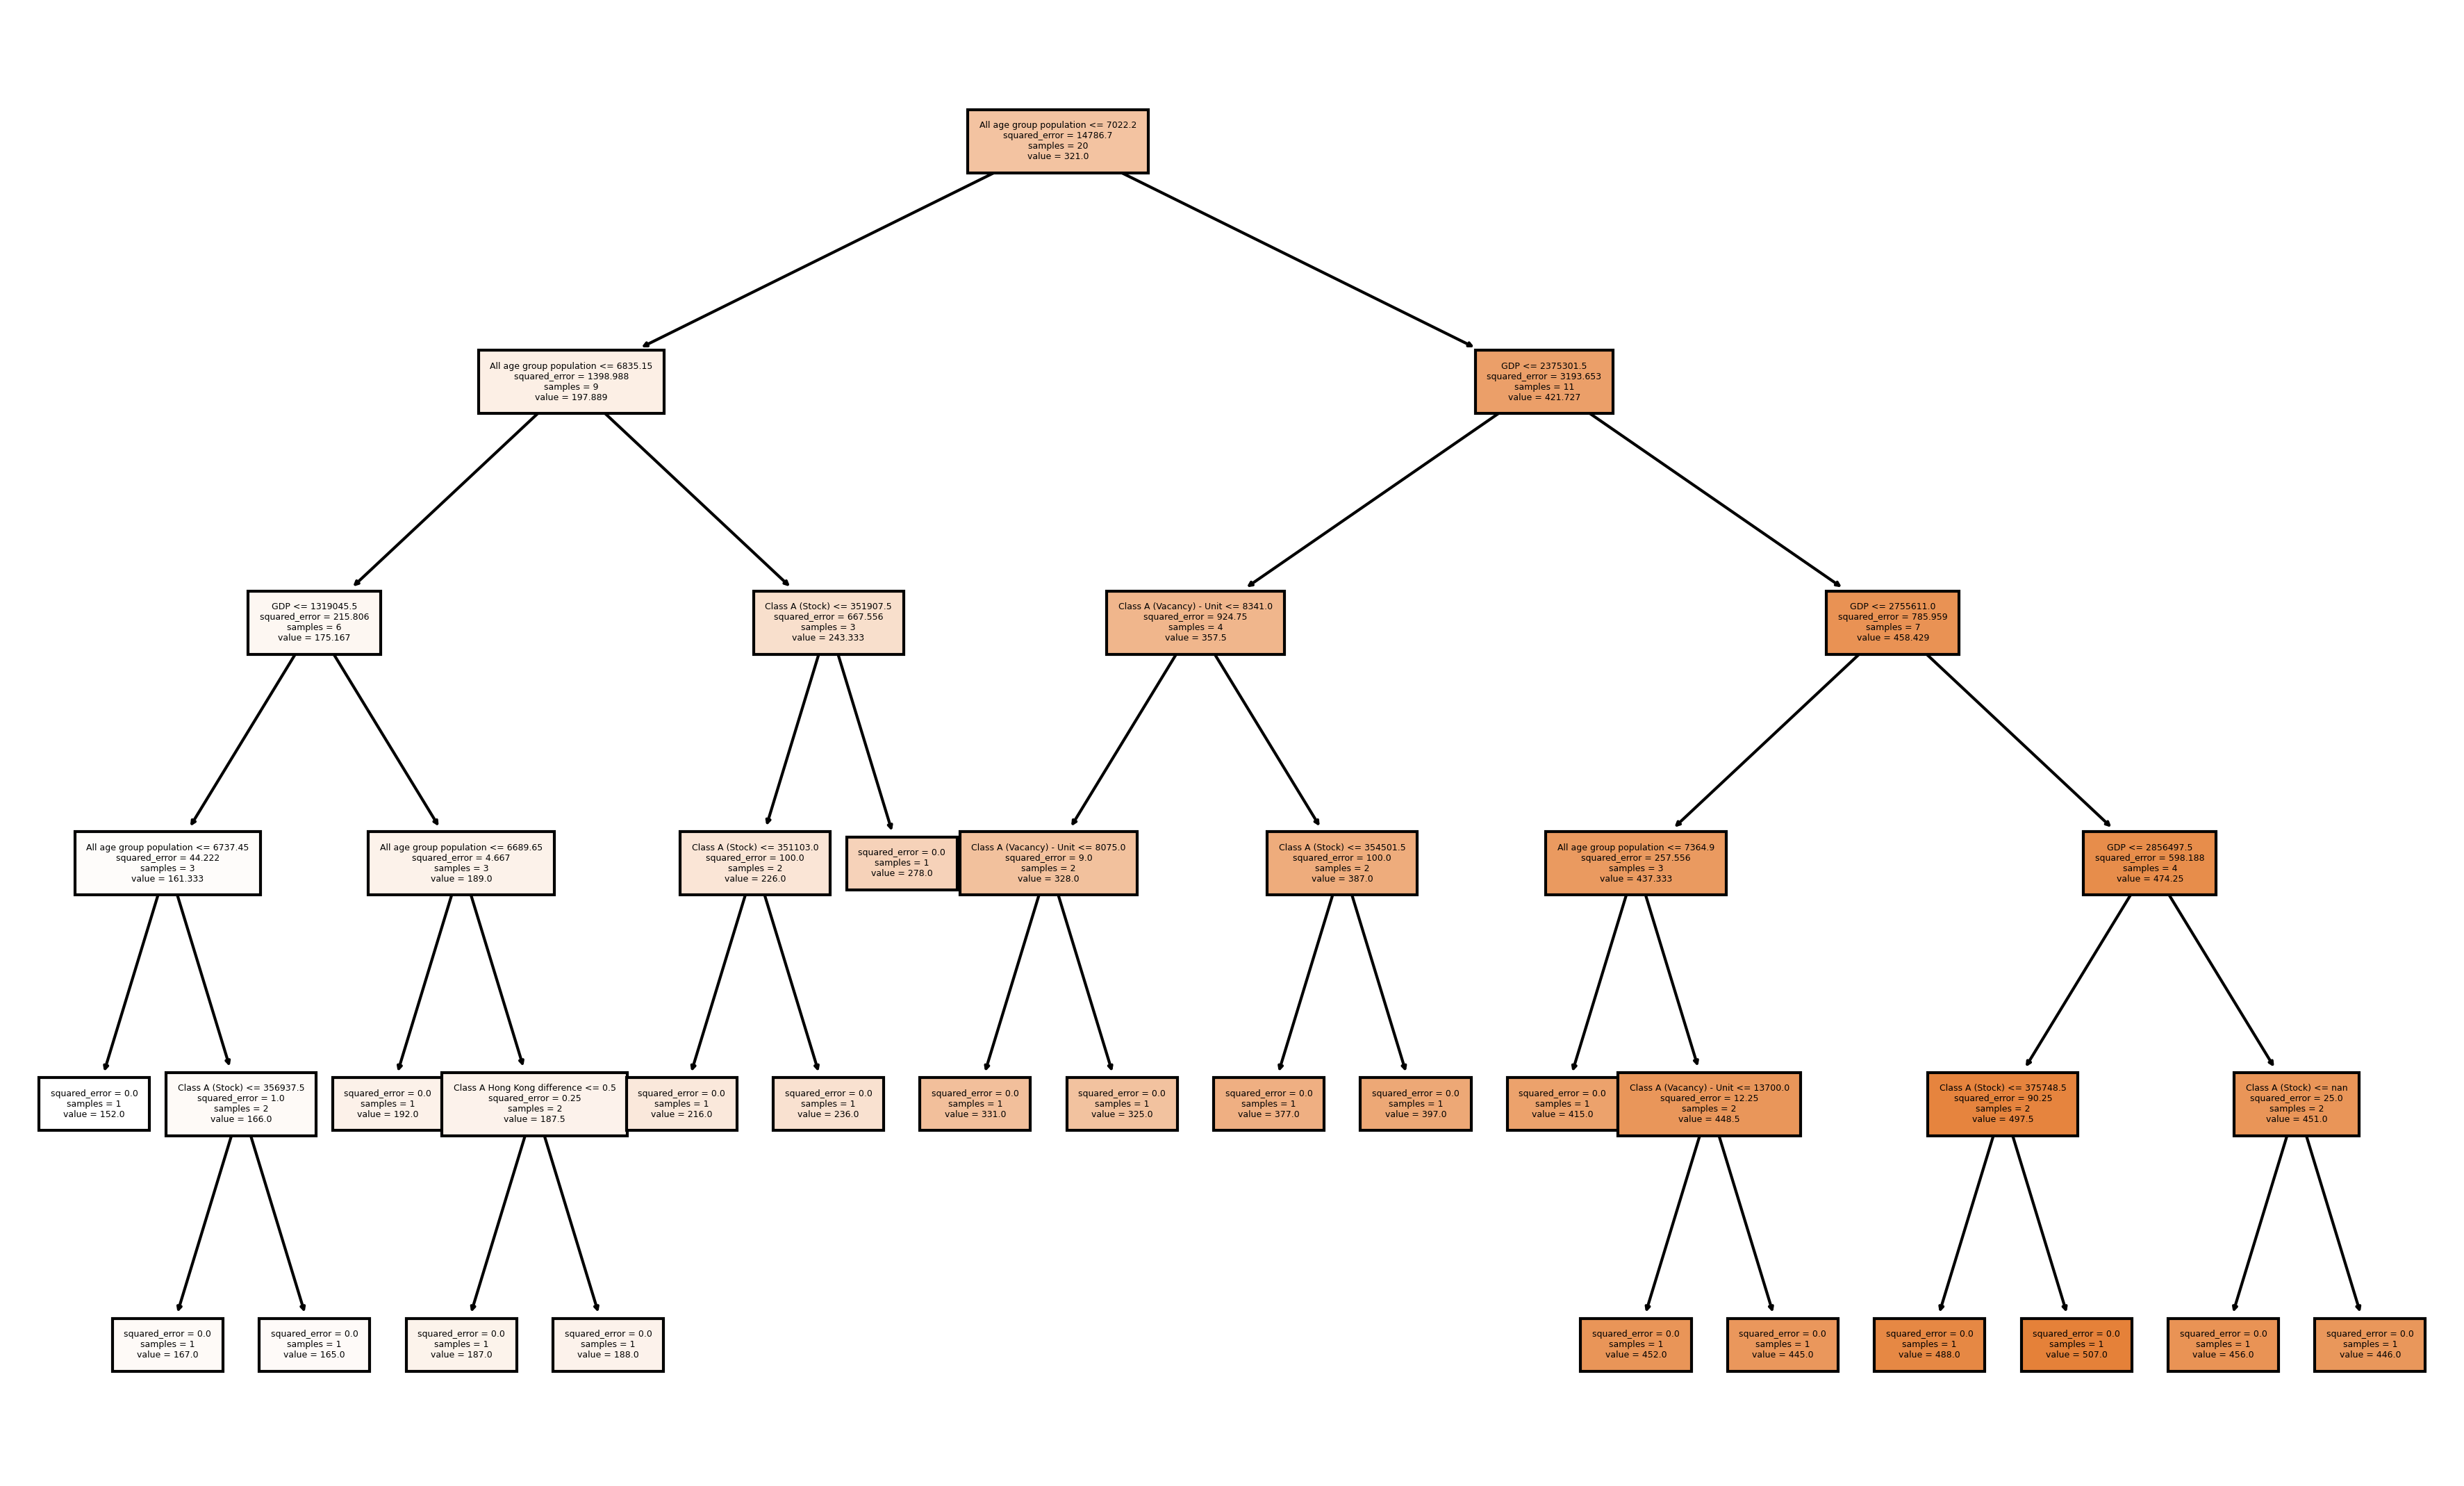 All age group population <= 7022.2
squared_error = 14786.7
samples = 20
value = 321.0
All age group population <= 6835.15
squared_error = 1398.988
samples = 9
value = 197.889
GDP <= 2375301.5
squared_error = 3193.653
samples = 11
value = 421.727
GDP <= 1319045.5
squared_error = 215.806
samples = 6
value = 175.167
Class A (Stock) <= 351907.5
squared_error = 667.556
samples = 3
value = 243.333
Class A (Vacancy) - Unit <= 8341.0
squared_error = 924.75
samples = 4
value = 357.5
GDP <= 2755611.0
squared_error = 785.959
samples = 7
value = 458.429
All age group population <= 6737.45
squared_error = 44.222
samples = 3
value = 161.333
All age group population <= 6689.65
squared_error = 4.667
samples = 3
value = 189.0
Class A (Stock) <= 351103.0
squared_error = 100.0
samples = 2
value = 226.0
squared_error = 0.0
samples = 1
value = 278.0
Class A (Vacancy) - Unit <= 8075.0
squared_error = 9.0
samples = 2
value = 328.0
Class A (Stock) <= 354501.5
squared_error = 100.0
samples = 2
value = 387.0
All age group population <= 7364.9
squared_error = 257.556
samples = 3
value = 437.333
GDP <= 2856497.5
squared_error = 598.188
samples = 4
value = 474.25
squared_error = 0.0
samples = 1
value = 152.0
Class A (Stock) <= 356937.5
squared_error = 1.0
samples = 2
value = 166.0
squared_error = 0.0
samples = 1
value = 192.0
Class A Hong Kong difference <= 0.5
squared_error = 0.25
samples = 2
value = 187.5
squared_error = 0.0
samples = 1
value = 216.0
squared_error = 0.0
samples = 1
value = 236.0
squared_error = 0.0
samples = 1
value = 331.0
squared_error = 0.0
samples = 1
value = 325.0
squared_error = 0.0
samples = 1
value = 377.0
squared_error = 0.0
samples = 1
value = 397.0
squared_error = 0.0
samples = 1
value = 415.0
Class A (Vacancy) - Unit <= 13700.0
squared_error = 12.25
samples = 2
value = 448.5
Class A (Stock) <= 375748.5
squared_error = 90.25
samples = 2
value = 497.5
Class A (Stock) <= nan
squared_error = 25.0
samples = 2
value = 451.0
squared_error = 0.0
samples = 1
value = 167.0
squared_error = 0.0
samples = 1
value = 165.0
squared_error = 0.0
samples = 1
value = 187.0
squared_error = 0.0
samples = 1
value = 188.0
squared_error = 0.0
samples = 1
value = 452.0
squared_error = 0.0
samples = 1
value = 445.0
squared_error = 0.0
samples = 1
value = 488.0
squared_error = 0.0
samples = 1
value = 507.0
squared_error = 0.0
samples = 1
value = 456.0
squared_error = 0.0
samples = 1
value = 446.0